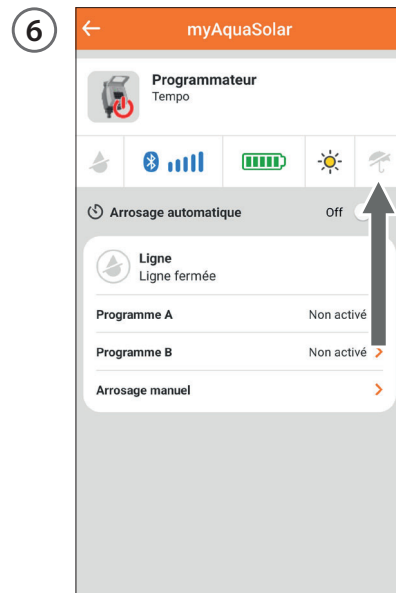 6
myAquaSolar
Programmateur
Tempo
Arrosage automatique Off
Ligne
Ligne fermée
Programme A Non activé
Programme B Non activé
Arrosage manuel